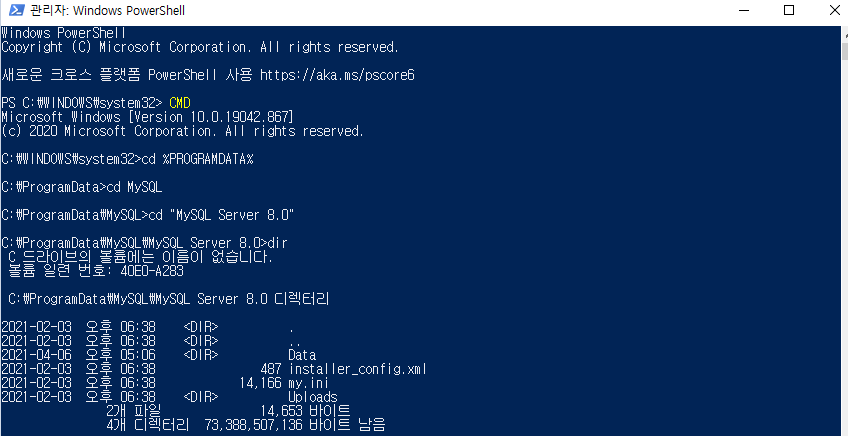 관리자: Windows PowerShell
Windows PowerShell
Copyright (C) Microsoft Corporation. All rights reserved.
새로운 크로스 플랫폼 PowerShell 사용 https://aka.ms/pscore6
PS C:₩WINDOWS₩system32> CMD
Microsoft Windows [Version 10.0.19042.867]
(c) 2020 Microsoft Corporation. All rights reserved.
C:₩WINDOWS₩system32>cd %PROGRAMDATA%
C:₩ProgramData>cd MySQL
C:₩ProgramData₩MySQL>cd "MySQL Server 8.0"
C:₩ProgramData₩MySQL₩MySQL Server 8.0>dir
C 드라이브의 볼륨에는 이름이 없습니다.
볼륨 일련 번호: 40E0-A283
C:₩ProgramData₩MySQL₩MySQL Server 8.0 디렉터리
2021-02-03 오후 06:38 <DIR> .
2021-02-03 오후 06:38 <DIR> ..
2021-04-06 오후 05:06 <DIR> Data
2021-02-03 오후 06:38 487 installer_config.xml
2021-02-03 오후 06:38 14,166 my.ini
2021-02-03 오후 06:38 <DIR> Uploads
2개 파일 14,653 바이트
4개 디렉터리 73,388,507,136 바이트 남음